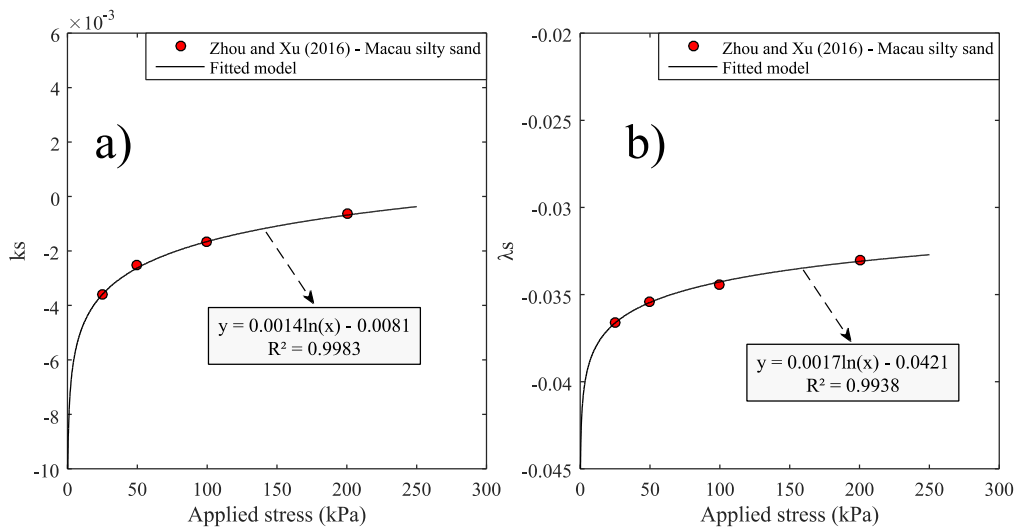 ×10⁻³
6
4
2
0
-2
-4
-6
-8
-10
ks
0 50 100 150 200 250 300
Applied stress (kPa)
Zhou and Xu (2016) - Macau silty sand
Fitted model
a)
y = 0.0014ln(x) - 0.0081
R² = 0.9983
-0.02
-0.025
-0.03
-0.035
-0.04
-0.045
λs
0 50 100 150 200 250 300
Applied stress (kPa)
Zhou and Xu (2016) - Macau silty sand
Fitted model
b)
y = 0.0017ln(x) - 0.0421
R² = 0.9938